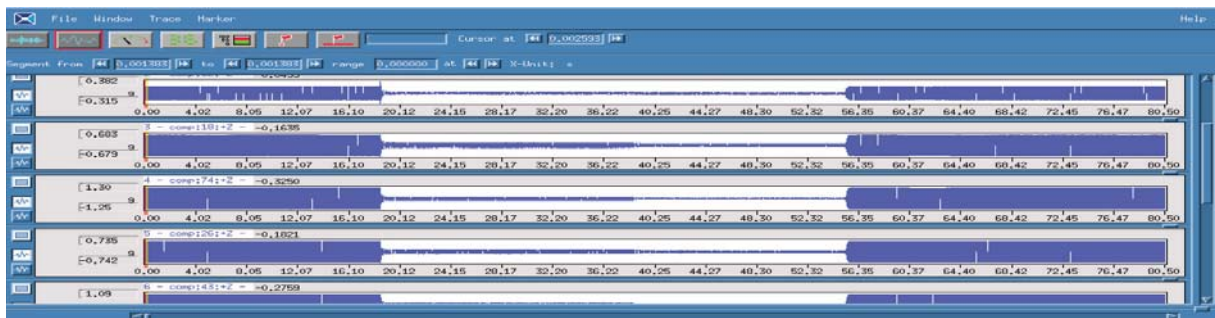 File Window Trace Marker Help
Cursor at 0,002593
Segment from 0,001383 to 0,001383 range 0,000000 at X-Unit: s
0.382
-0.315 g
0,00 4,02 8,05 12,07 16,10 20,12 24,15 28,17 32,20 36,22 40,25 44,27 48,30 52,32 56,35 60,37 64,40 68,42 72,45 76,47 80,50
3 - comp:18:+Z - -0,1635
0,683
-0,679 g
0,00 4,02 8,05 12,07 16,10 20,12 24,15 28,17 32,20 36,22 40,25 44,27 48,30 52,32 56,35 60,37 64,40 68,42 72,45 76,47 80,50
4 - comp:74:+Z - -0,3250
1,30
-1,25 g
0,00 4,02 8,05 12,07 16,10 20,12 24,15 28,17 32,20 36,22 40,25 44,27 48,30 52,32 56,35 60,37 64,40 68,42 72,45 76,47 80,50
5 - comp:26:+Z - -0,1821
0,735
-0,742 g
0,00 4,02 8,05 12,07 16,10 20,12 24,15 28,17 32,20 36,22 40,25 44,27 48,30 52,32 56,35 60,37 64,40 68,42 72,45 76,47 80,50
6 - comp:43:+Z - -0,2759
1,09